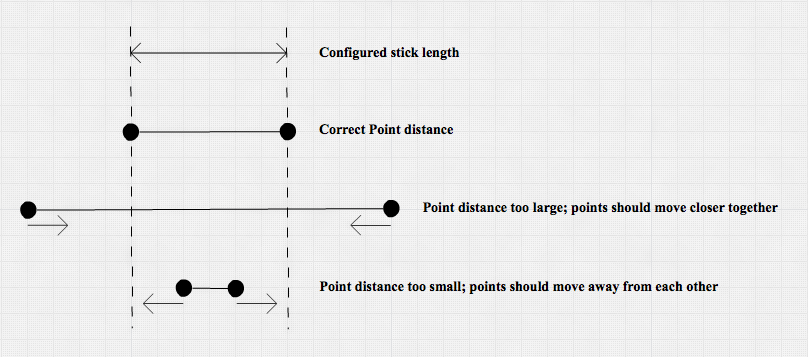 Configured stick length
Correct Point distance
Point distance too large; points should move closer together
Point distance too small; points should move away from each other